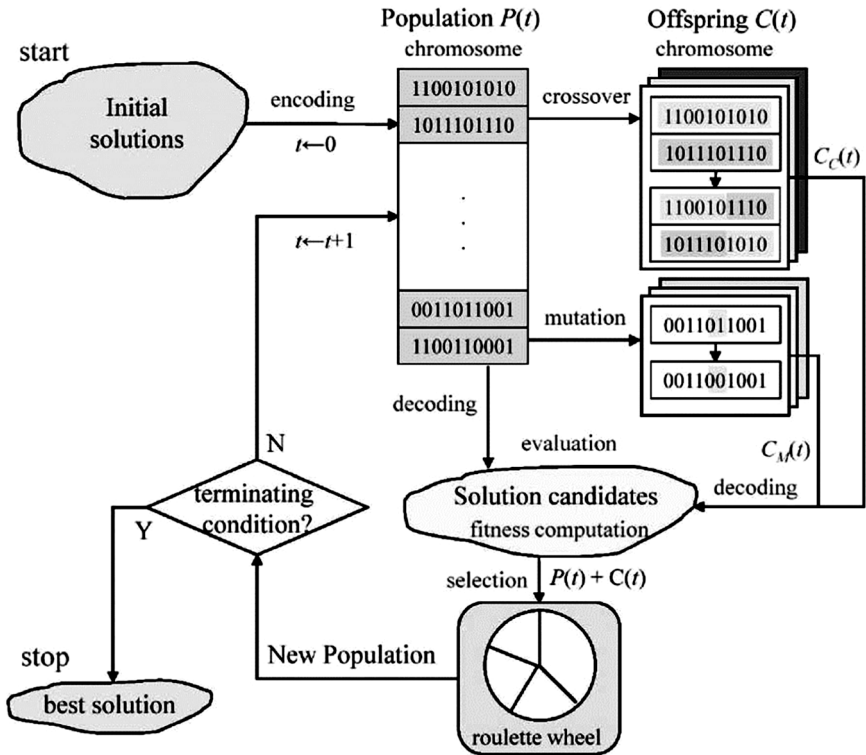 Population P(t)
chromosome
Offspring C(t)
chromosome
start
Initial
solutions
encoding
t←0
1100101010
1011101110
.
.
.
0011011001
1100110001
crossover
1100101010
1011101110
1100101110
1011101010
C_C(t)
t←t+1
mutation
0011011001
0011001001
C_M(t)
decoding
evaluation
Solution candidates
fitness computation
decoding
N
terminating
condition?
Y
selection
P(t) + C(t)
roulette wheel
New Population
stop
best solution